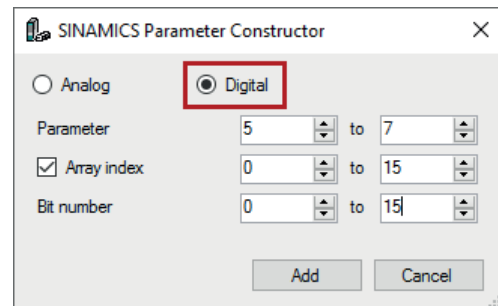 SINAMICS Parameter Constructor
Analog Digital
Parameter 5 to 7
Array index 0 to 15
Bit number 0 to 15
Add Cancel